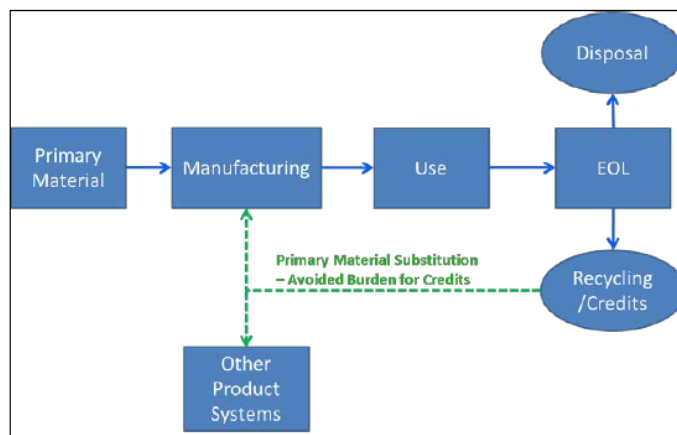 Disposal
Primary
Material
Manufacturing
Use
EOL
Primary Material Substitution
– Avoided Burden for Credits
Recycling
/Credits
Other
Product
Systems